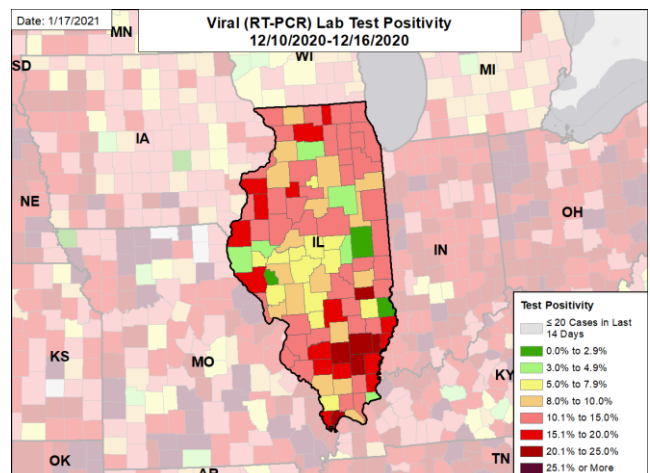 Date: 1/17/2021
Viral (RT-PCR) Lab Test Positivity
12/10/2020-12/16/2020
MN
SD
WI
MI
IA
NE
OH
IL
IN
KS
MO
KY
OK
AR
TN
Test Positivity
≤ 20 Cases in Last
14 Days
0.0% to 2.9%
3.0% to 4.9%
5.0% to 7.9%
8.0% to 10.0%
10.1% to 15.0%
15.1% to 20.0%
20.1% to 25.0%
25.1% or More